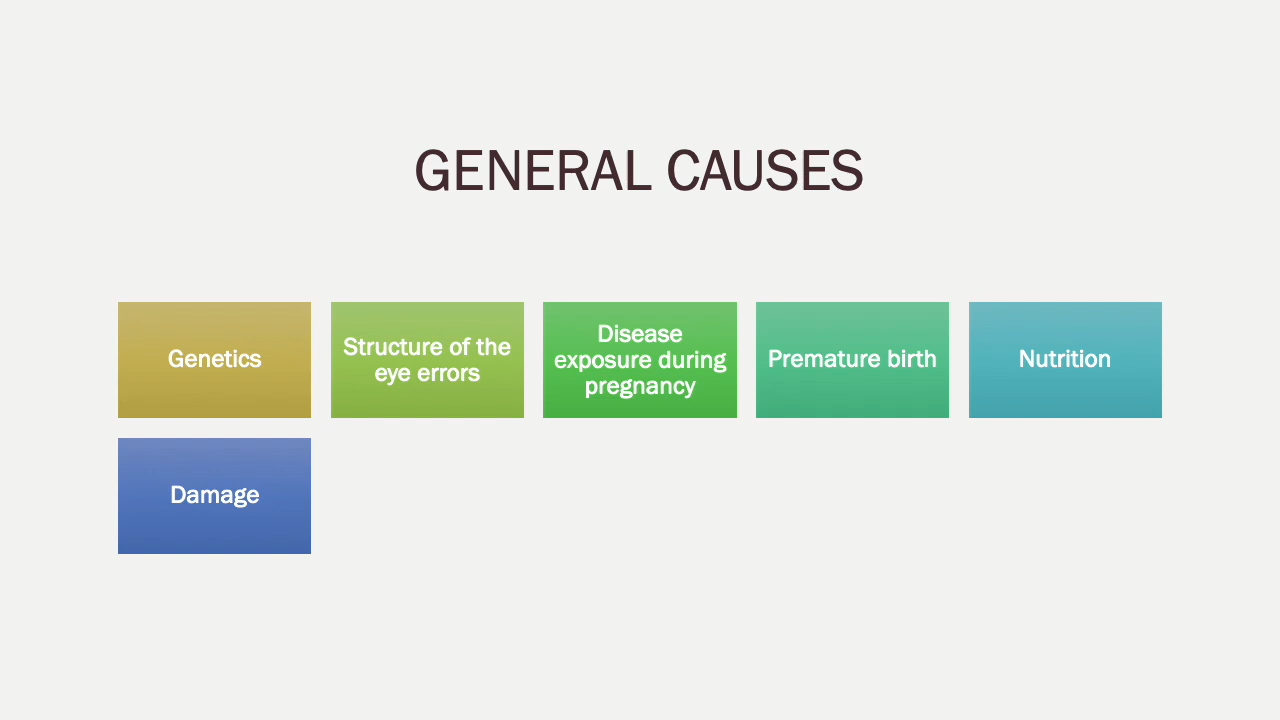 GENERAL CAUSES
Genetics
Structure of the
eye errors
Disease
exposure during
pregnancy
Premature birth
Nutrition
Damage